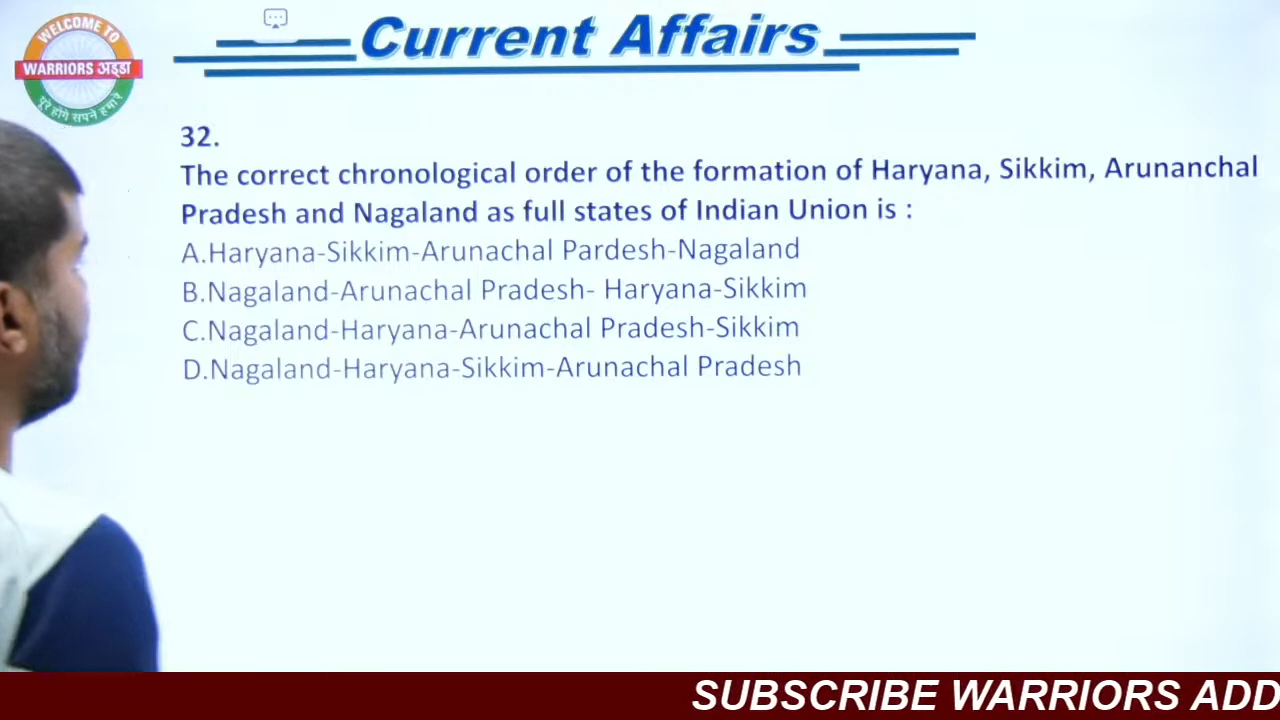 WELCOME TO
WARRIORS अड्डा
पूरे होंगे सपने हमारे
Current Affairs
32.
The correct chronological order of the formation of Haryana, Sikkim, Arunanchal
Pradesh and Nagaland as full states of Indian Union is :
A.Haryana-Sikkim-Arunachal Pardesh-Nagaland
B.Nagaland-Arunachal Pradesh- Haryana-Sikkim
C.Nagaland-Haryana-Arunachal Pradesh-Sikkim
D.Nagaland-Haryana-Sikkim-Arunachal Pradesh
SUBSCRIBE WARRIORS ADD